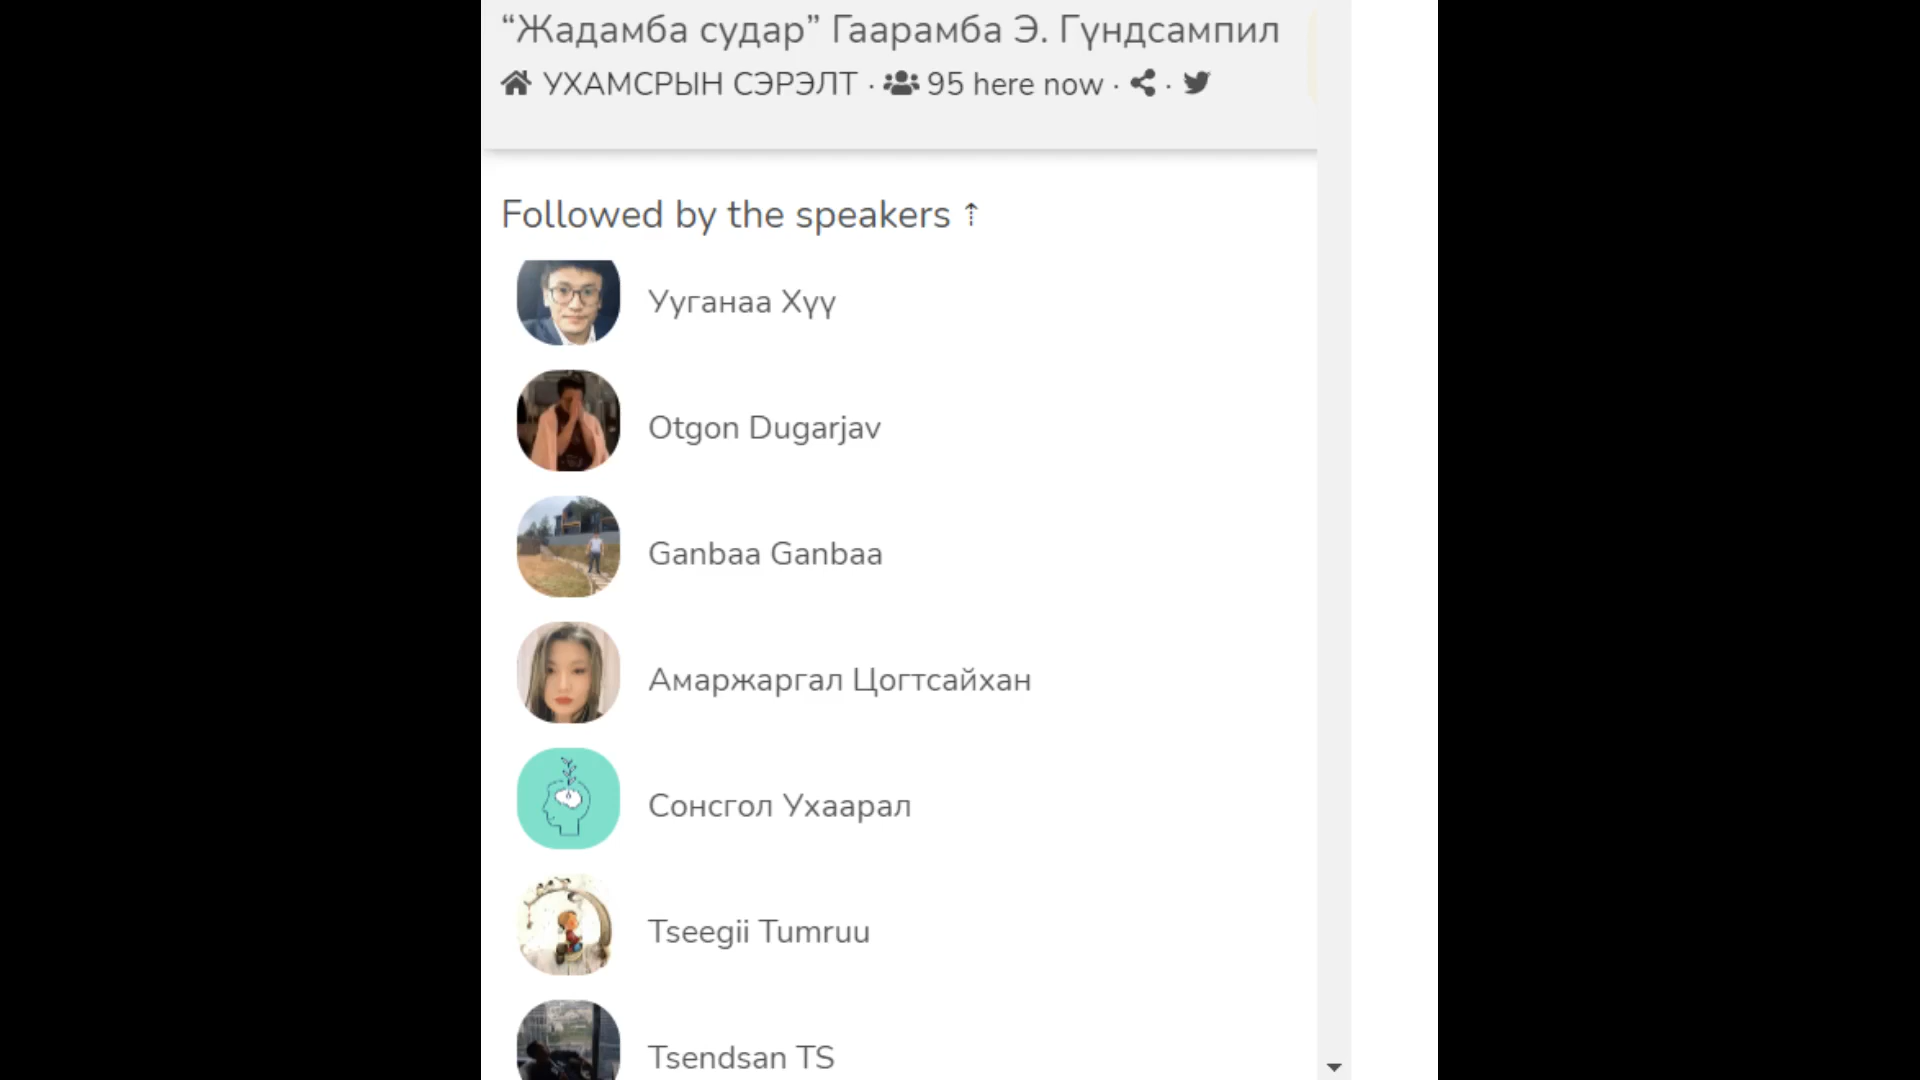 “Жадамба судар” Гаарамба Э. Гүндсампил
УХАМСРЫН СЭРЭЛТ · 95 here now · ·
Followed by the speakers ⇡
Ууганаа Хүү
Otgon Dugarjav
Ganbaa Ganbaa
Амаржаргал Цогтсайхан
Сонсгол Ухаарал
Tseegii Tumruu
Tsendsan TS